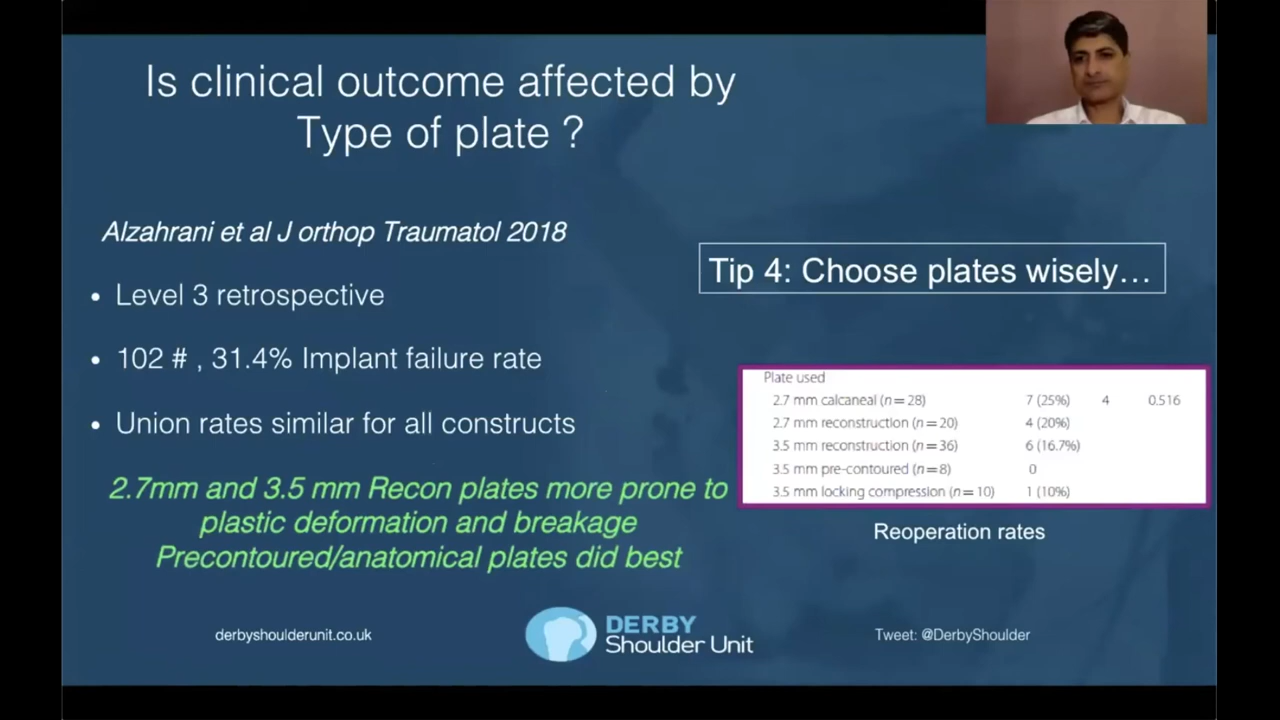 Is clinical outcome affected by
Type of plate ?
Alzahrani et al J orthop Traumatol 2018
• Level 3 retrospective
• 102 # , 31.4% Implant failure rate
• Union rates similar for all constructs
2.7mm and 3.5 mm Recon plates more prone to
plastic deformation and breakage
Precontoured/anatomical plates did best
Tip 4: Choose plates wisely…
Plate used
2.7 mm calcaneal (n=28) 7 (25%) 4 0.516
2.7 mm reconstruction (n=20) 4 (20%)
3.5 mm reconstruction (n=36) 6 (16.7%)
3.5 mm pre-contoured (n=8) 0
3.5 mm locking compression (n=10) 1 (10%)
Reoperation rates
derbyshoulderunit.co.uk
DERBY
Shoulder Unit
Tweet: @DerbyShoulder